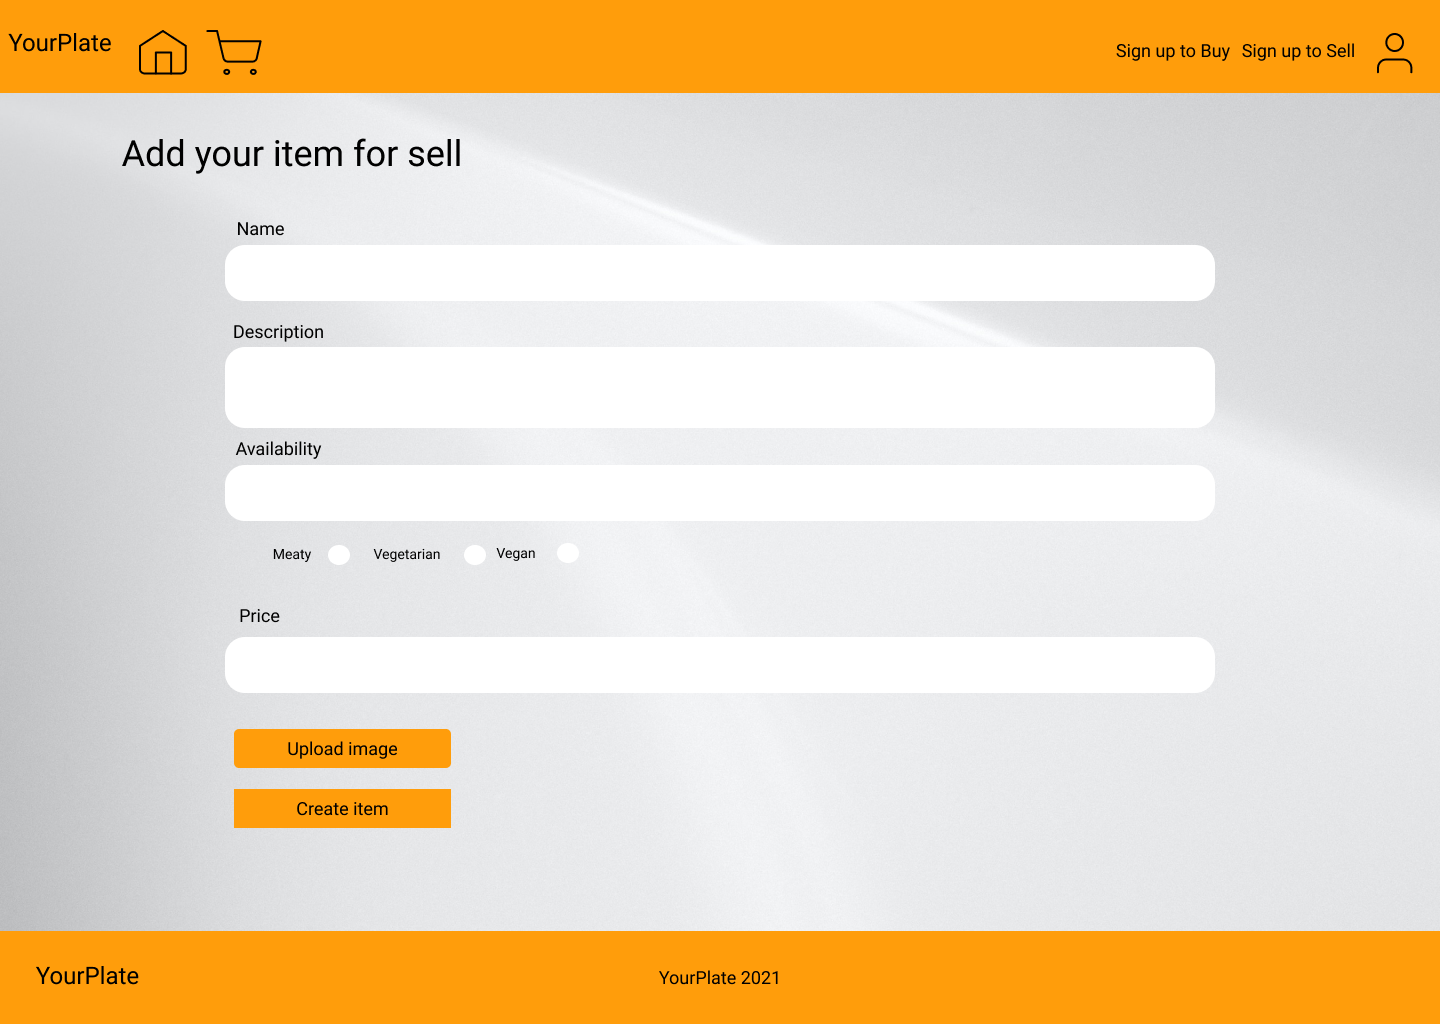 YourPlate
Sign up to Buy Sign up to Sell
Add your item for sell
Name
Description
Availability
Meaty Vegetarian Vegan
Price
Upload image
Create item
YourPlate
YourPlate 2021